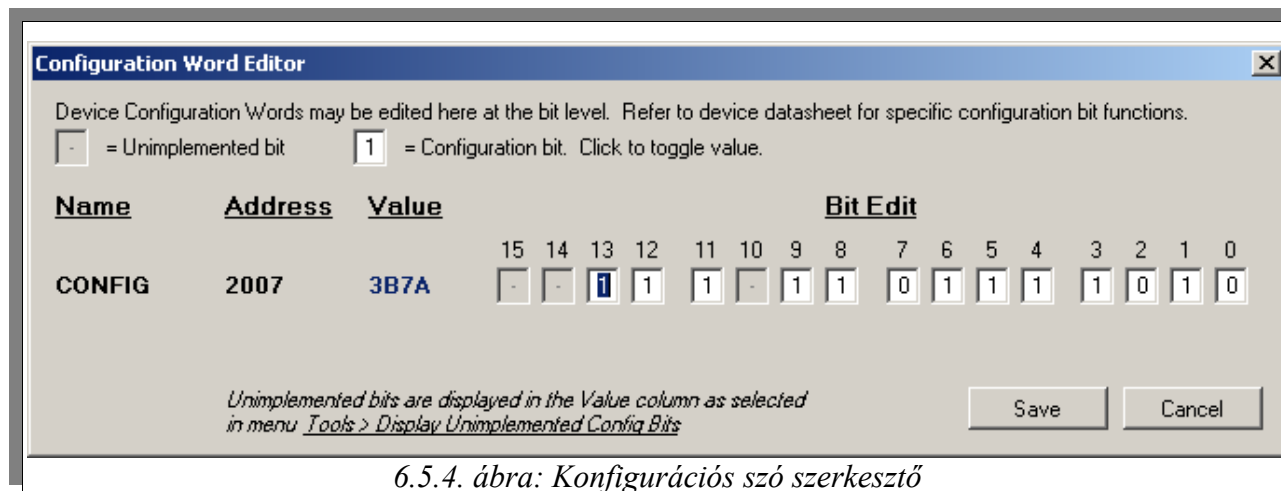 Configuration Word Editor
Device Configuration Words may be edited here at the bit level. Refer to device datasheet for specific configuration bit functions.
- = Unimplemented bit 1 = Configuration bit. Click to toggle value.
Name Address Value Bit Edit
15 14 13 12 11 10 9 8 7 6 5 4 3 2 1 0
CONFIG 2007 3B7A - - 1 1 1 - 1 1 0 1 1 1 1 0 1 0
Unimplemented bits are displayed in the Value column as selected
in menu Tools > Display Unimplemented Config Bits
Save Cancel
6.5.4. ábra: Konfigurációs szó szerkesztő